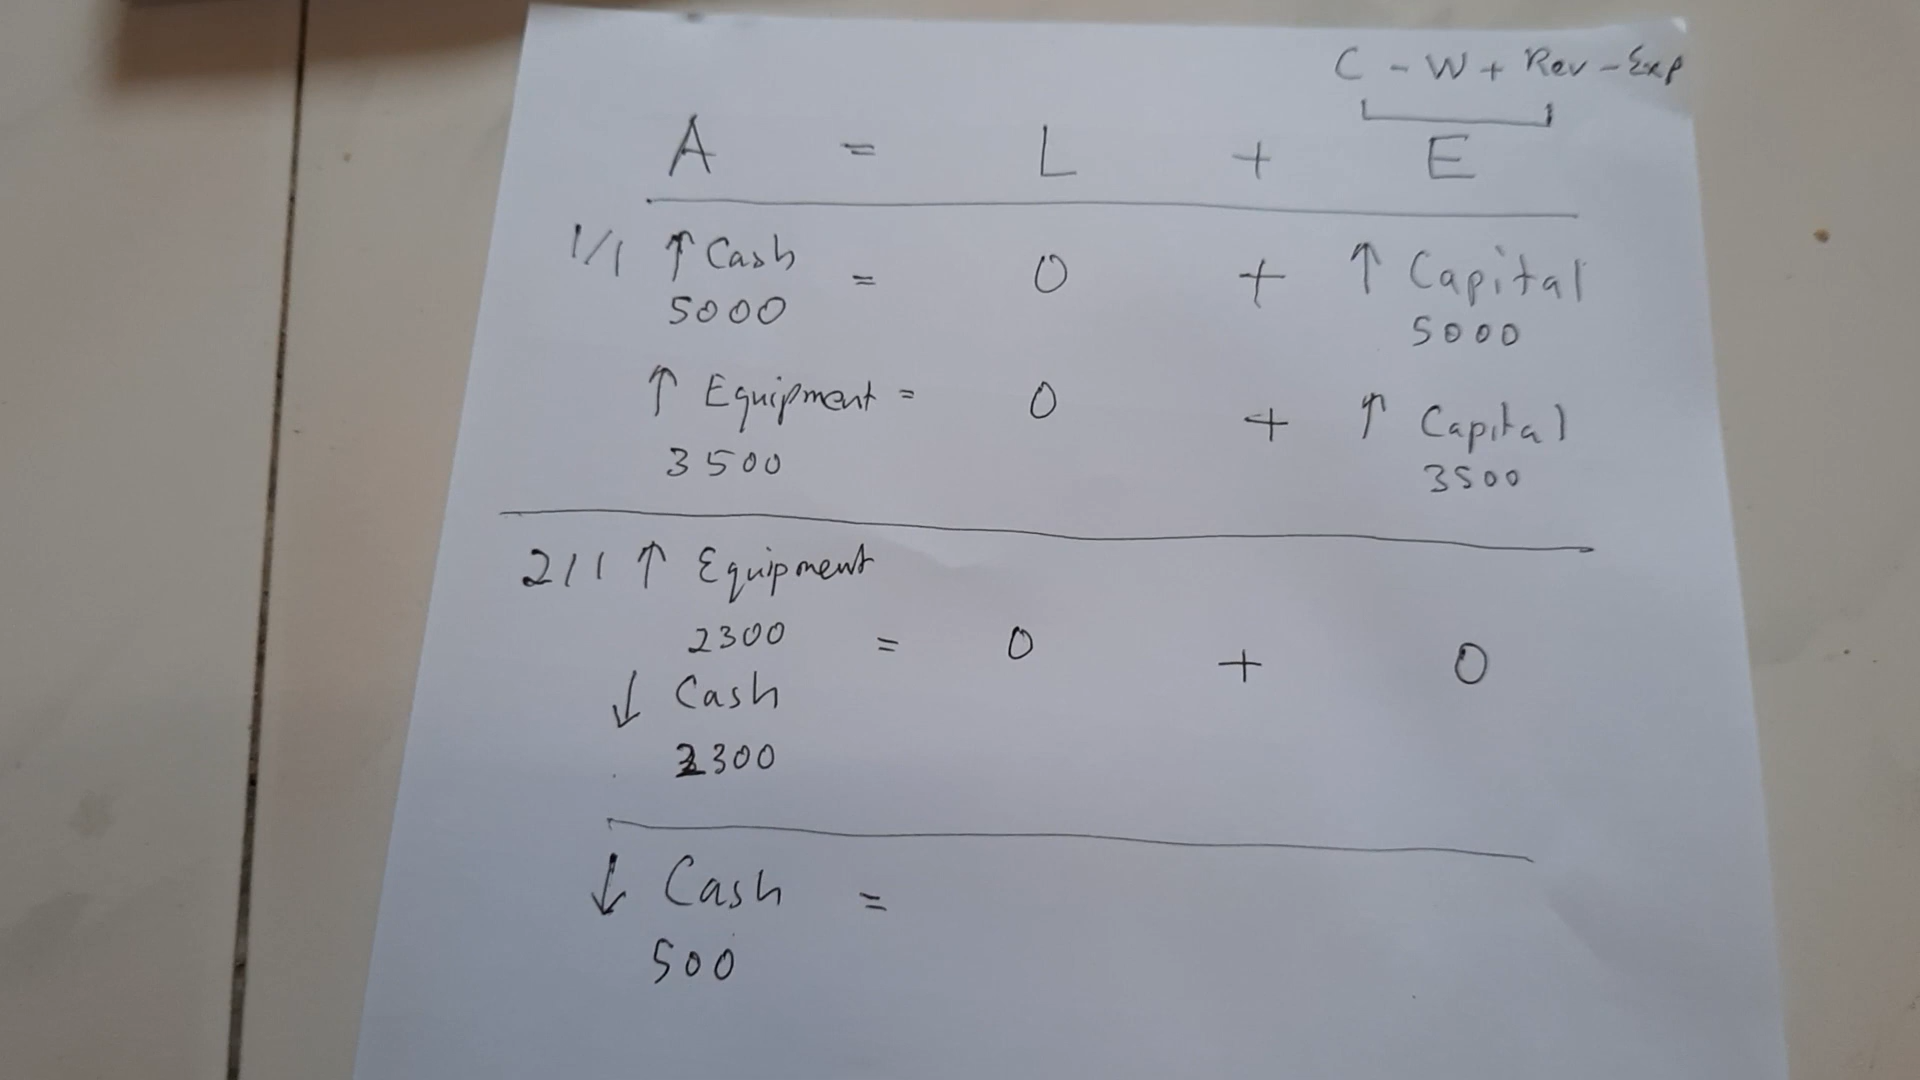 C - W + Rev - Exp
A = L + E
1/1 ↑ Cash = 0 + ↑ Capital
5000 5000
↑ Equipment = 0 + ↑ Capital
3500 3500
2/1 ↑ Equipment
2300 = 0 + 0
↓ Cash
2300
↓ Cash =
500